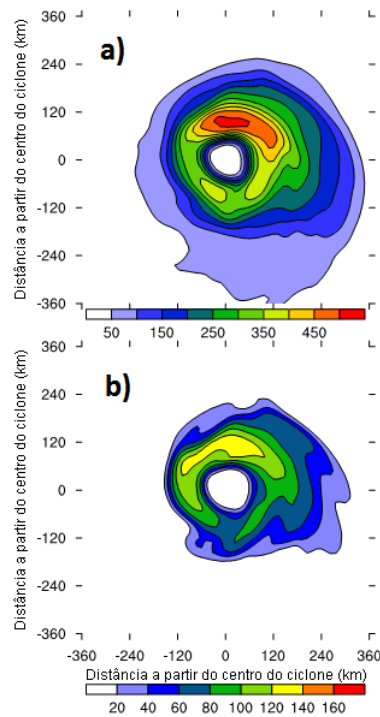 a)
Distância a partir do centro do ciclone (km)
360
240
120
0
-120
-240
360
50 150 250 350 450
b)
Distância a partir do centro do ciclone (km)
360
240
120
0
-120
-240
-360
-360 -240 -120 0 120 240 360
Distância a partir do centro do ciclone (km)
20 40 60 80 100 120 140 160